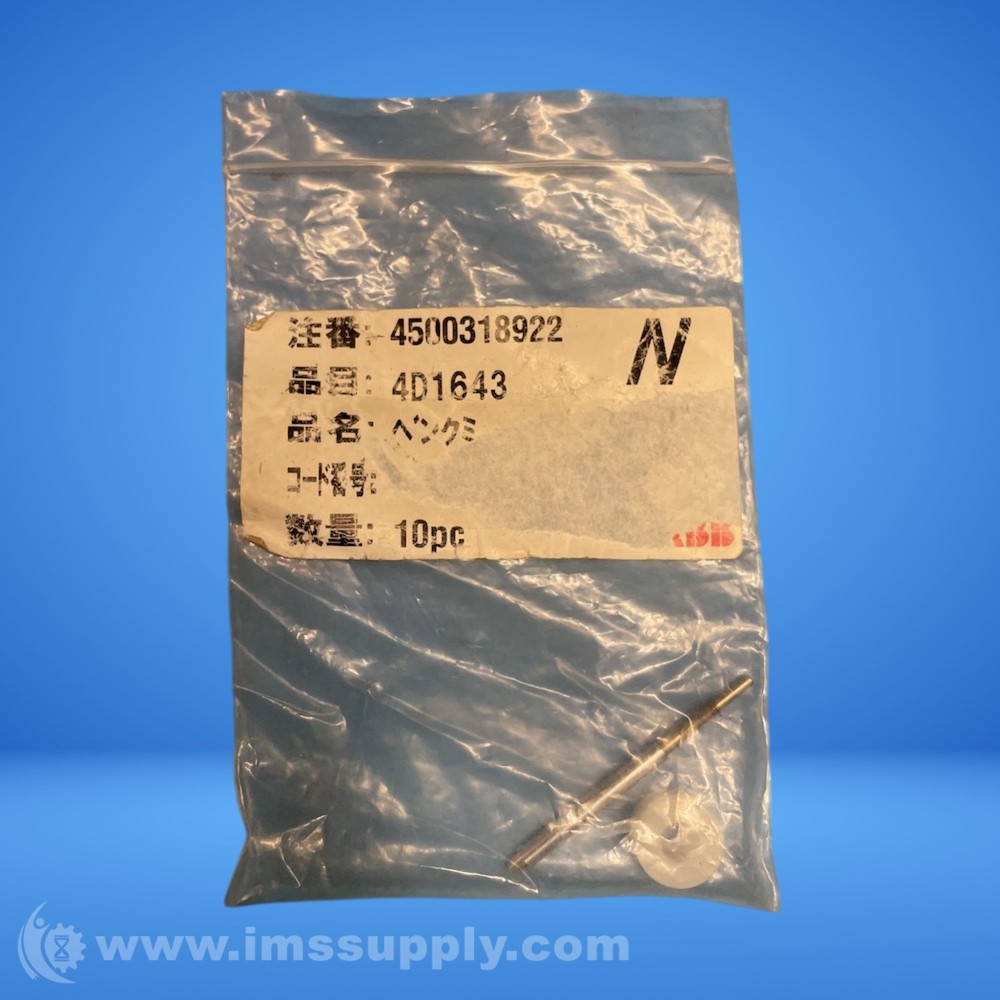 注番: 4500318922
N
品目: 4D1643
品名: ベンクミ
コード番号:
数量: 10pc
www.imssupply.com